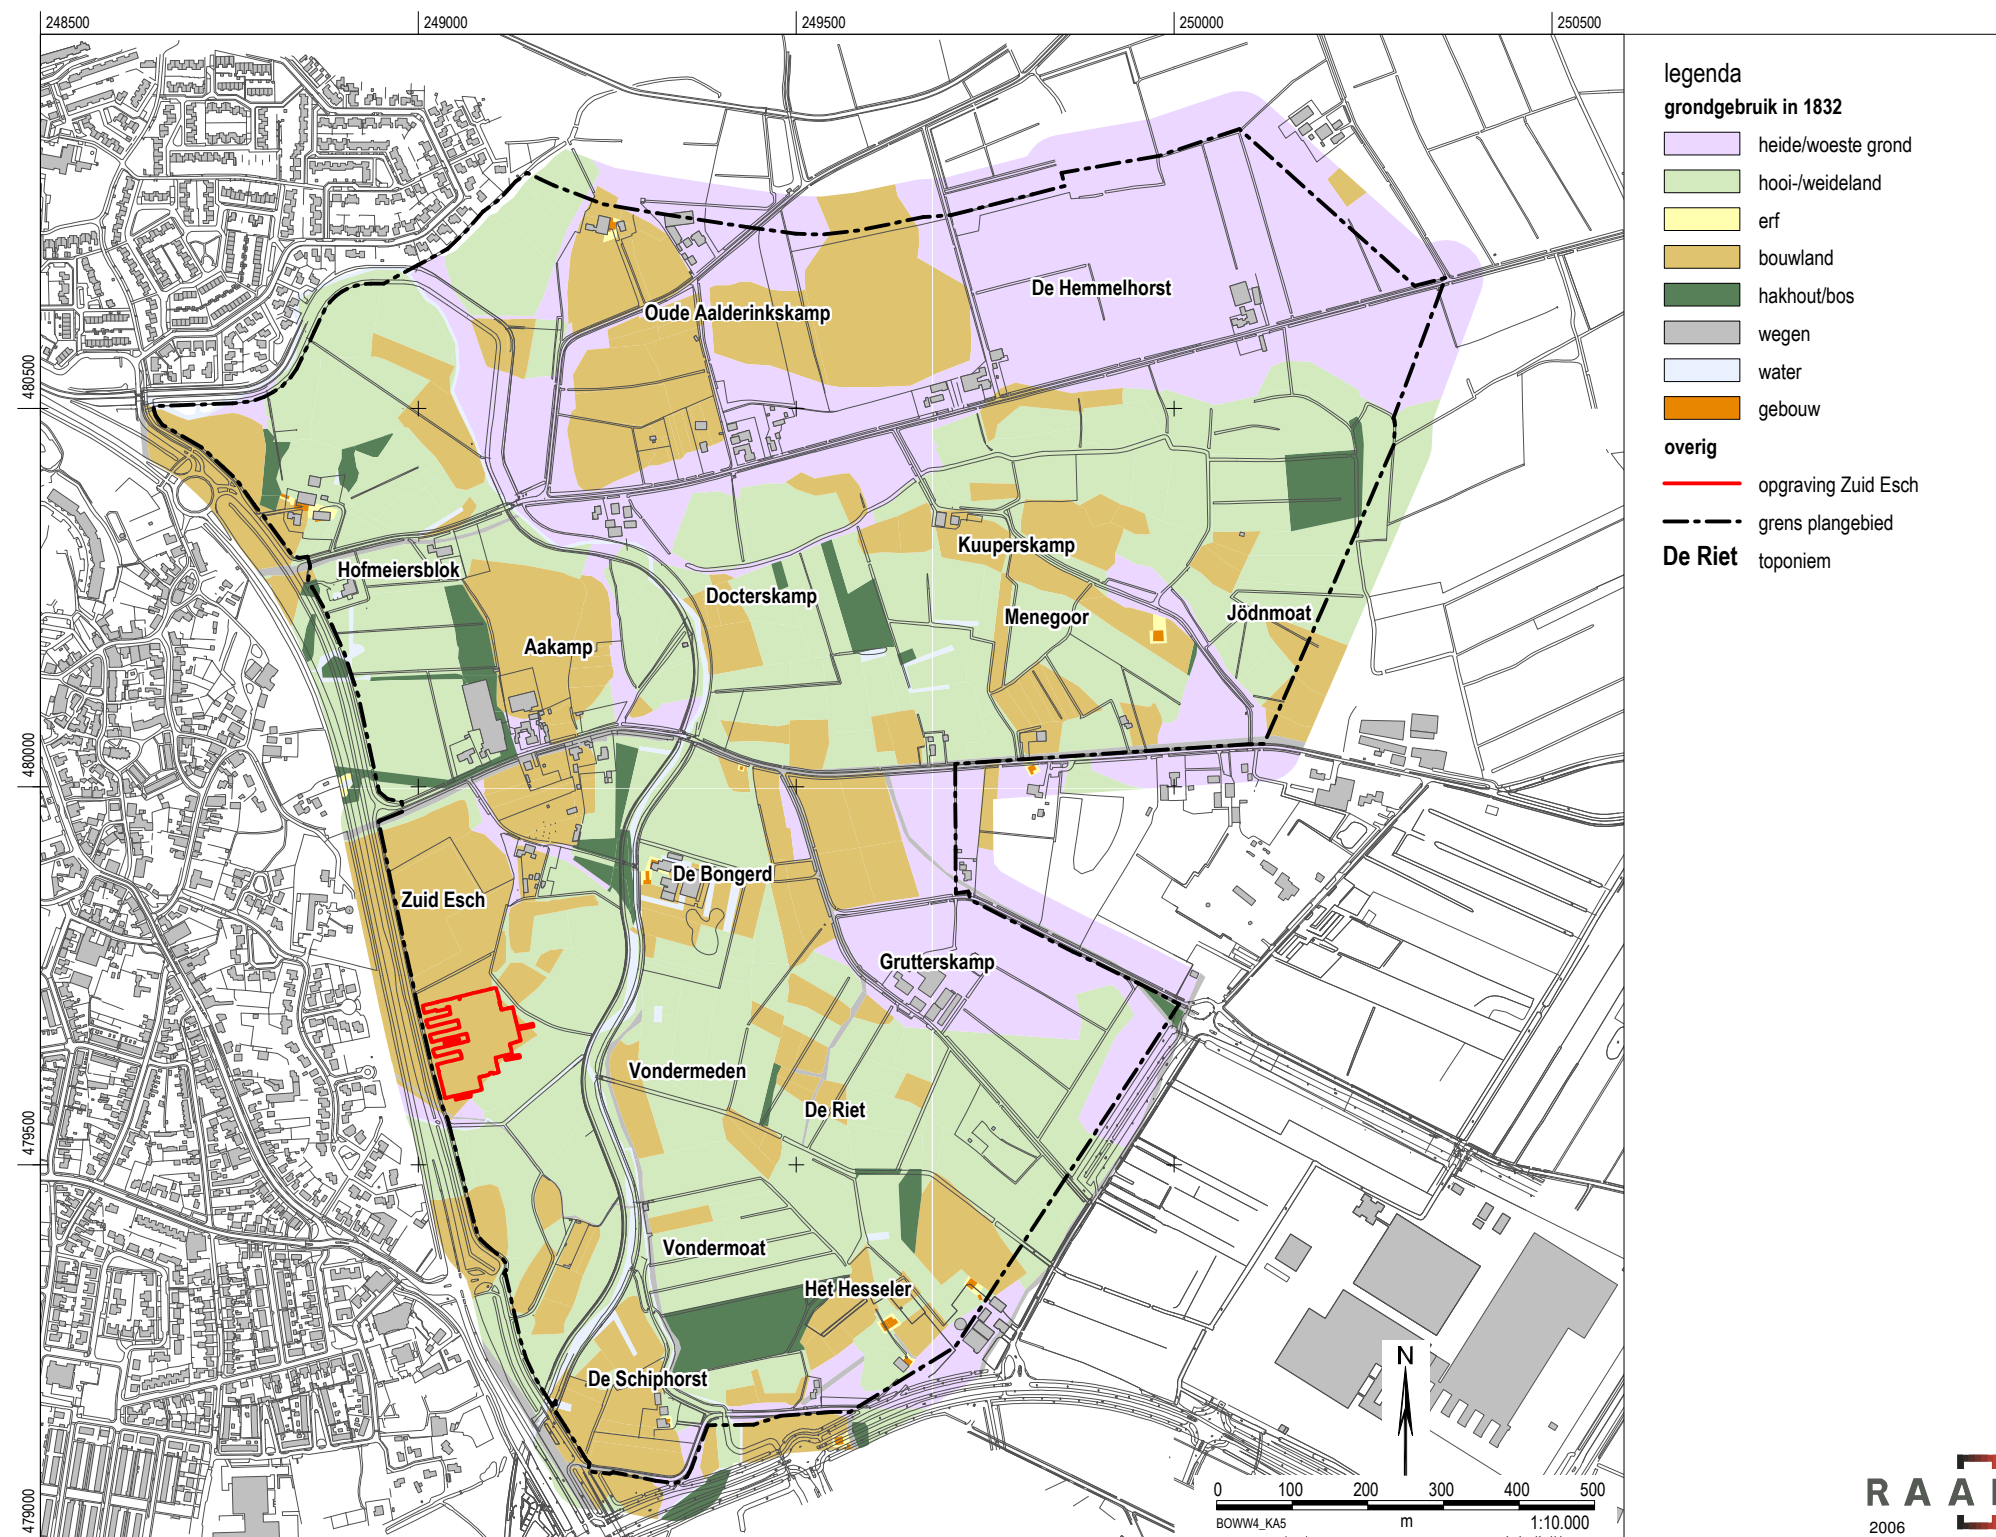 248500
249000
249500
250000
250500
480500
480000
479500
479000
legenda
grondgebruik in 1832
heide/woeste grond
hooi-/weideland
erf
bouwland
hakhout/bos
wegen
water
gebouw
overig
opgraving Zuid Esch
grens plangebied
De Riet toponiem
De Hemmelhorst
Oude Aalderinkskamp
Kuuperskamp
Hofmeiersblok
Docterskamp
Menegoor
Jödnmoat
Aakamp
De Bongerd
Zuid Esch
Grutterskamp
Vondermeden
De Riet
Vondermoat
Het Hesseler
De Schiphorst
N
0 100 200 300 400 500
BOWW4_KA5 m 1:10.000
RAA
2006